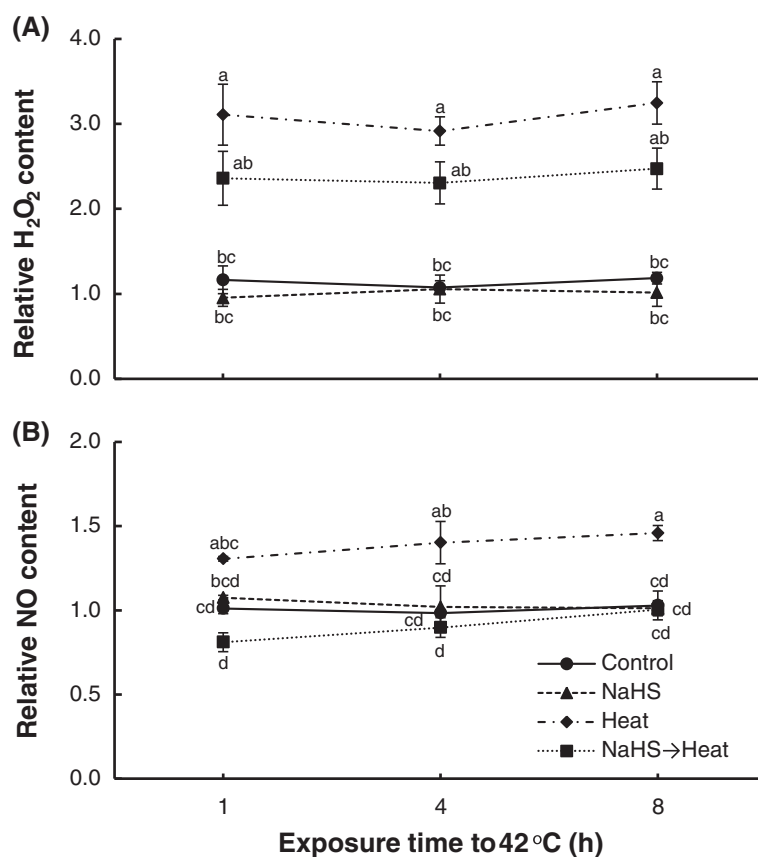 (A)
4.0
3.0
2.0
1.0
0.0
Relative H₂O₂ content
a a a
ab ab ab
bc bc bc
bc bc bc
(B)
2.0
1.5
1.0
0.5
0.0
Relative NO content
abc ab a
bcd cd cd
cd cd cd
d d cd
Control
NaHS
Heat
NaHS→Heat
1 4 8
Exposure time to 42 °C (h)